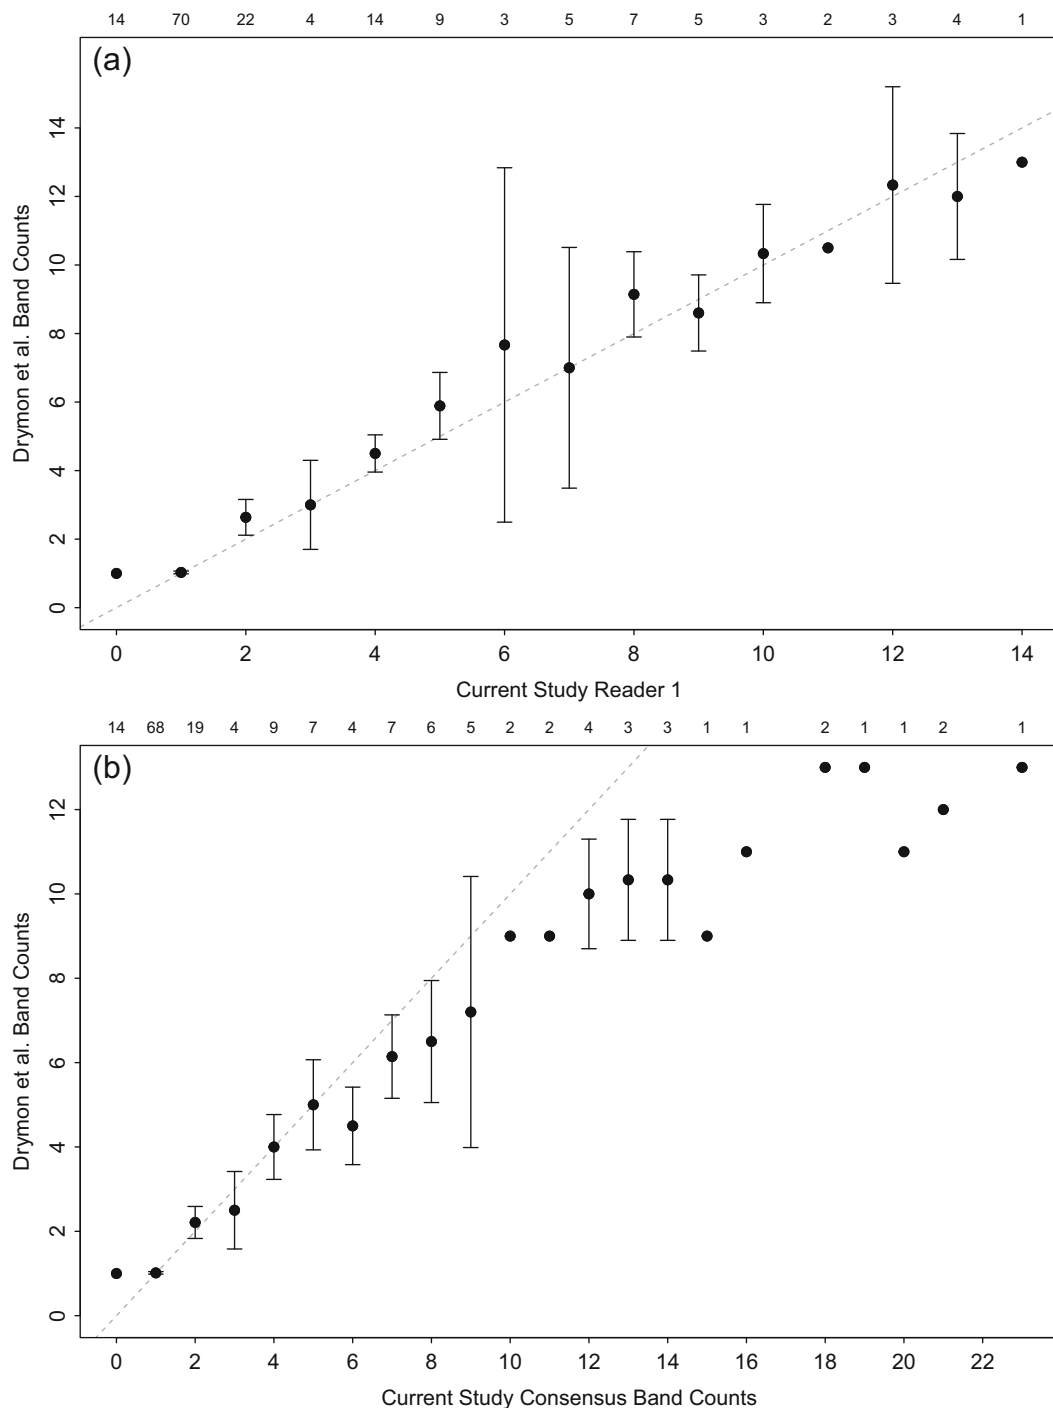 14 70 22 4 14 9 3 5 7 5 3 2 3 4 1
(a)
Drymon et al. Band Counts
14
12
10
8
6
4
2
0
0 2 4 6 8 10 12 14
Current Study Reader 1
14 68 19 4 9 7 4 7 6 5 2 2 4 3 3 1 1 2 1 1 2 1
(b)
Drymon et al. Band Counts
12
10
8
6
4
2
0
0 2 4 6 8 10 12 14 16 18 20 22
Current Study Consensus Band Counts